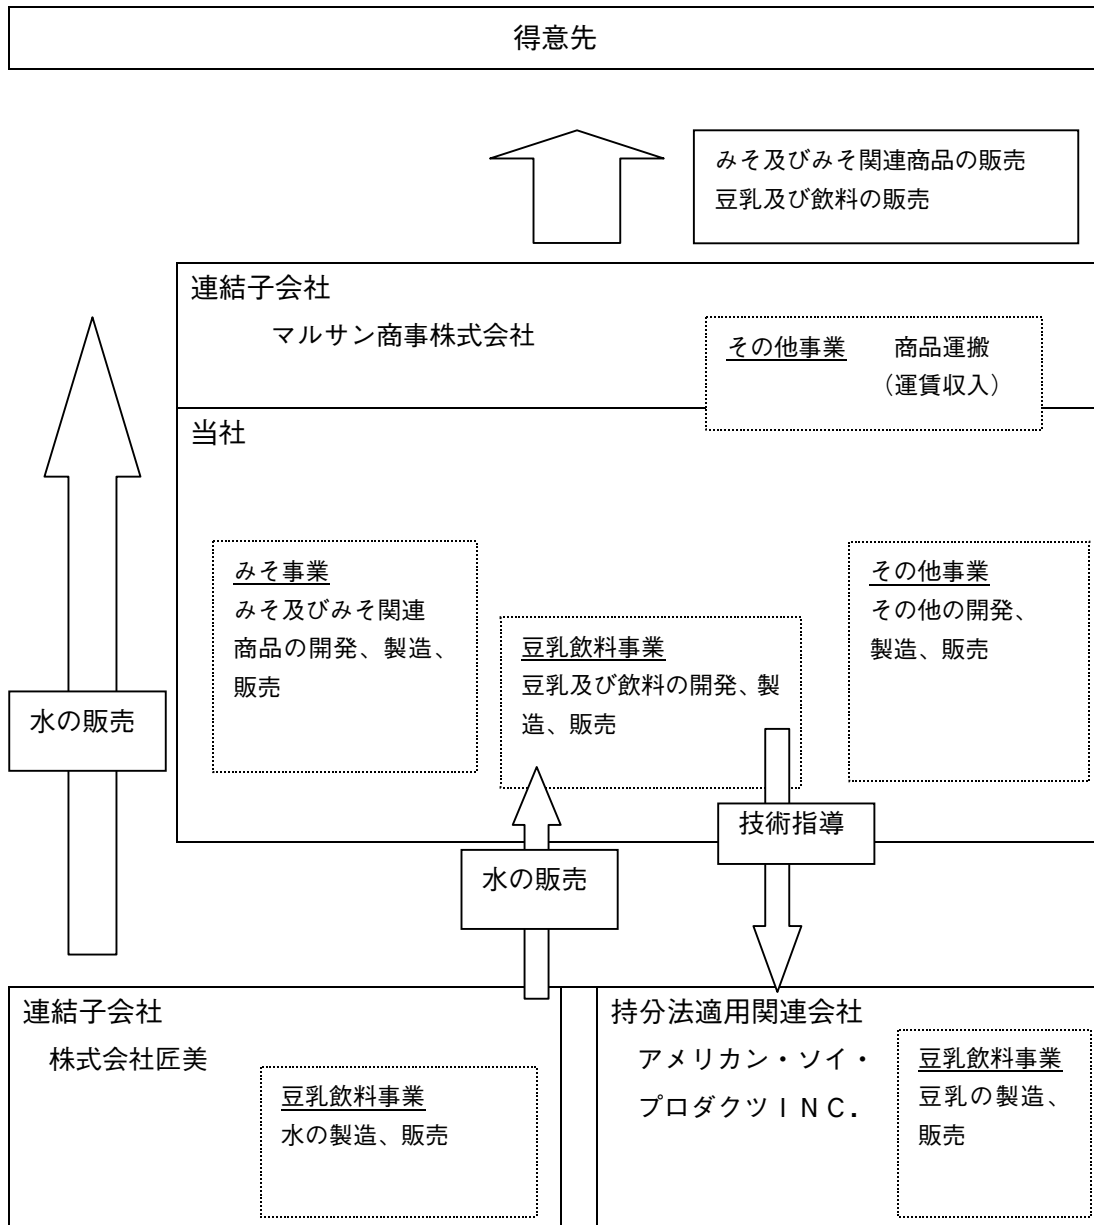 得意先
みそ及びみそ関連商品の販売
豆乳及び飲料の販売
連結子会社
マルサン商事株式会社
その他事業 商品運搬
(運賃収入)
当社
みそ事業
みそ及びみそ関連
商品の開発、製造、
販売
豆乳飲料事業
豆乳及び飲料の開発、製
造、販売
その他事業
その他の開発、
製造、販売
水の販売
技術指導
水の販売
連結子会社
株式会社匠美
豆乳飲料事業
水の製造、販売
持分法適用関連会社
アメリカン・ソイ・
プロダクツINC.
豆乳飲料事業
豆乳の製造、
販売